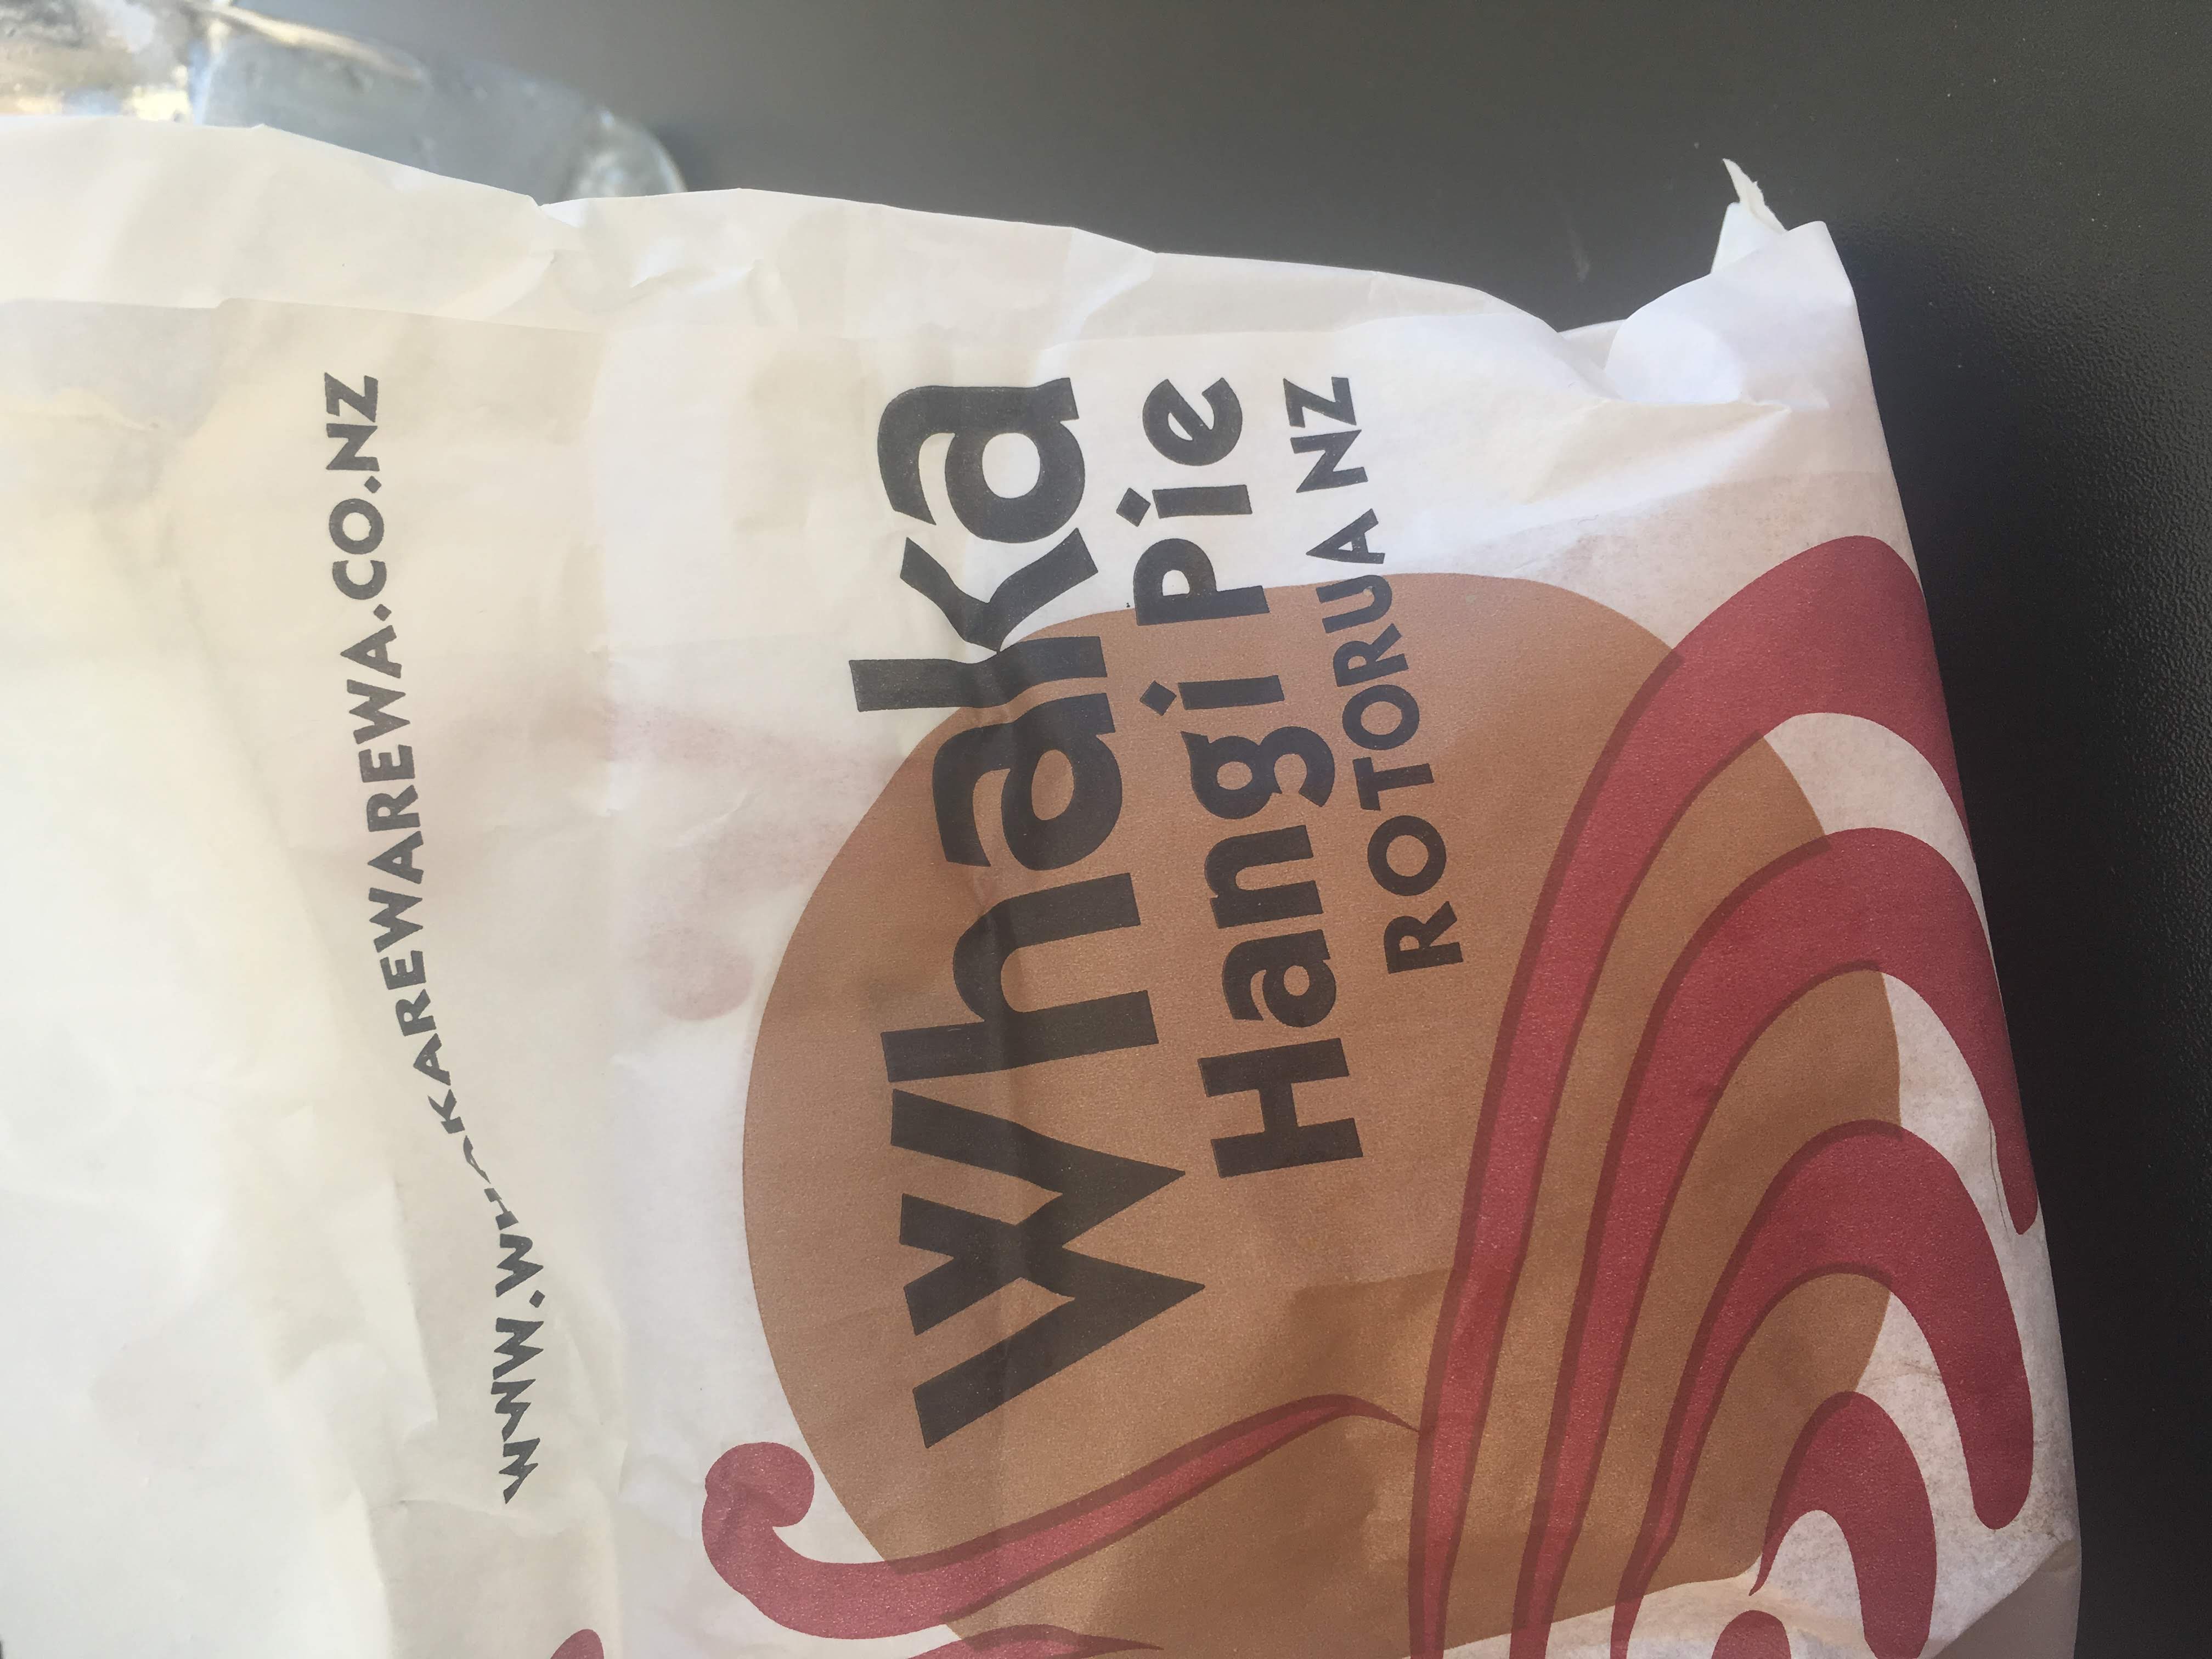 Whaka
Hangi Pie
ROTORUA NZ
WWW.WHAKAREWAREWA.CO.NZ